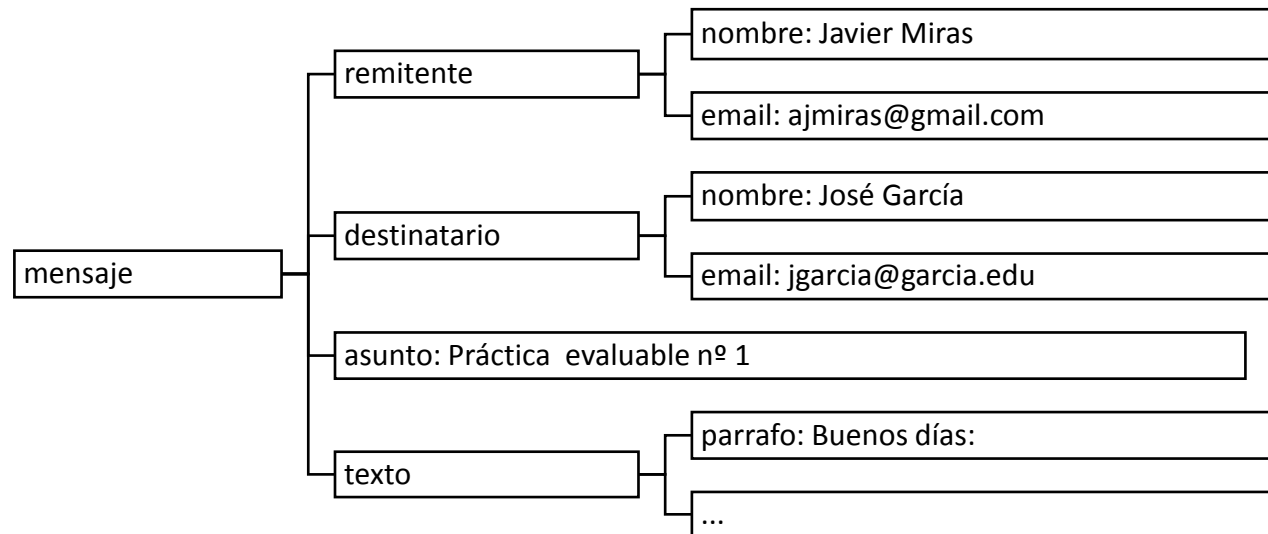 mensaje
remitente
nombre: Javier Miras
email: ajmiras@gmail.com
destinatario
nombre: José García
email: jgarcia@garcia.edu
asunto: Práctica  evaluable nº 1
texto
parrafo: Buenos días:
...